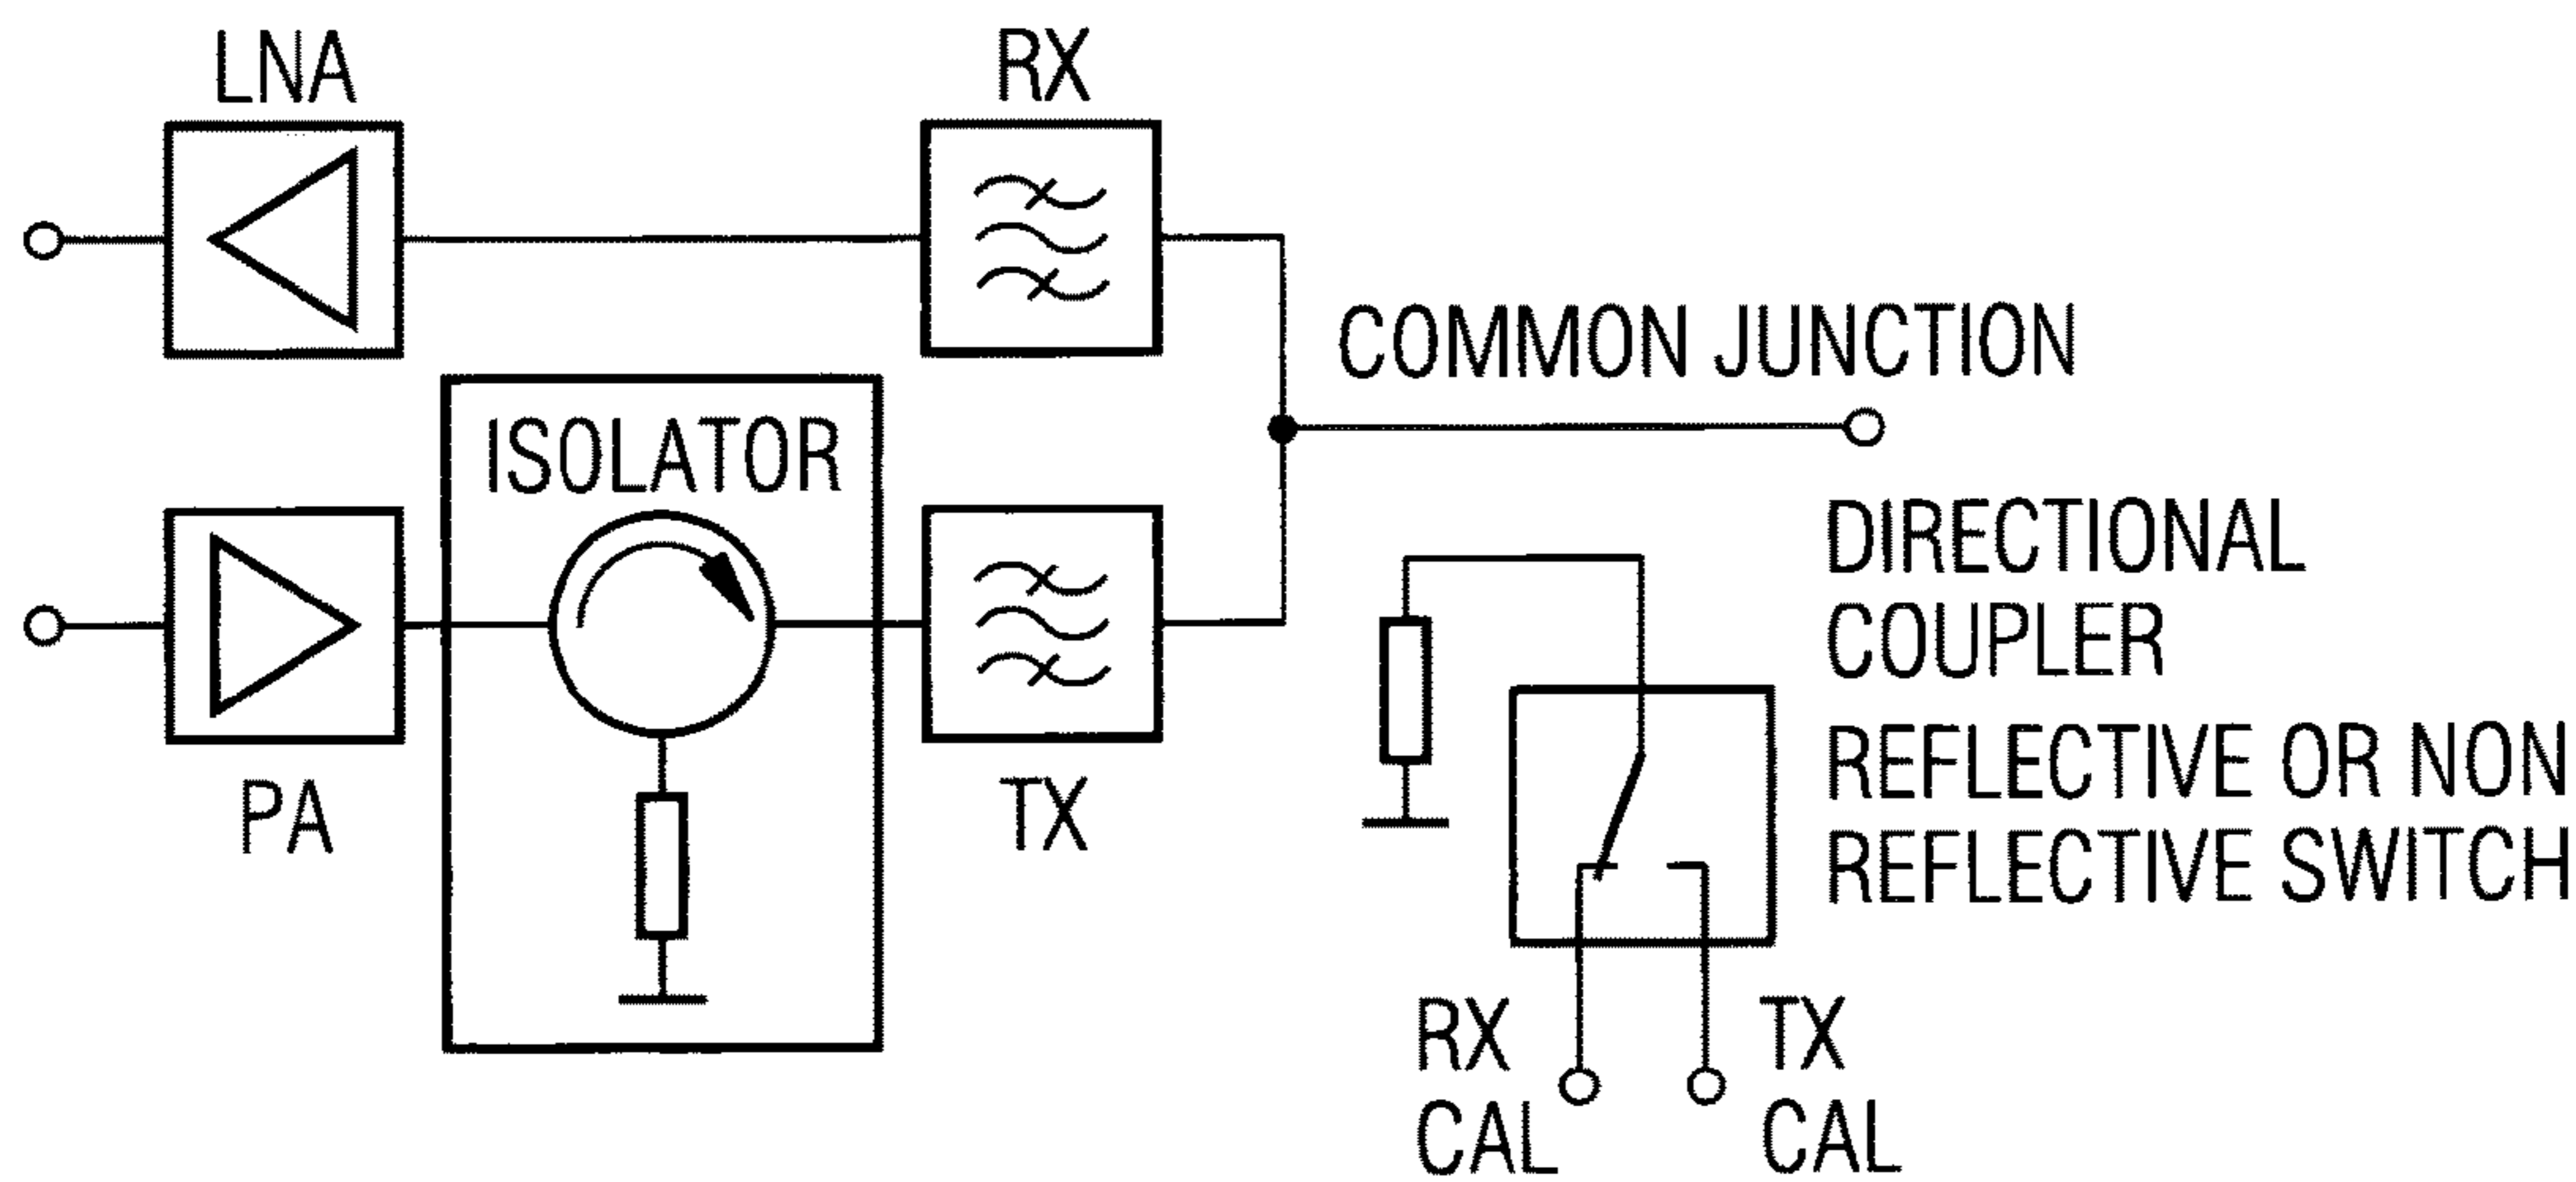 LNA
RX
COMMON JUNCTION
ISOLATOR
DIRECTIONAL
COUPLER
PA
TX
REFLECTIVE OR NON
REFLECTIVE SWITCH
RX
CAL
TX
CAL